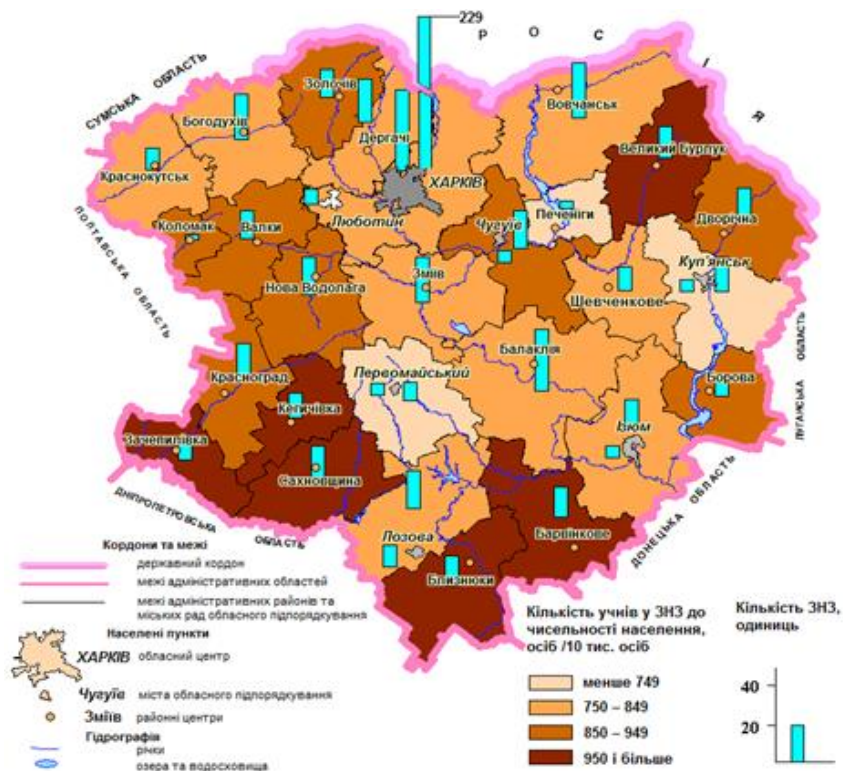 229
РОСІЯ
СУМСЬКА ОБЛАСТЬ
Золочів
Вовчанськ
Богодухів
Дергачі
Великий Бурлук
Краснокутськ
ХАРКІВ
ПОЛТАВСЬКА ОБЛАСТЬ
Люботин
Печеніги
Коломак
Валки
Чугуїв
Дворічна
Куп'янськ
Нова Водолага
Зміїв
Шевченкове
Балаклія
ЛУГАНСЬКА ОБЛАСТЬ
Красноград
Первомайський
Борова
Кегичівка
Зачепилівка
Ізюм
Сахновщина
ДНІПРОПЕТРОВСЬКА ОБЛАСТЬ
ДОНЕЦЬКА ОБЛАСТЬ
Лозова
Барвінкове
Близнюки
Кордони та межі
державний кордон
межі адміністративних областей
межі адміністративних районів та
міських рад обласного підпорядкування
Населені пункти
ХАРКІВ обласний центр
Чугуїв міста обласного підпорядкування
Зміїв районні центри
Гідрографія
річки
озера та водосховища
Кількість учнів у ЗНЗ до
чисельності населення,
осіб /10 тис. осіб
менше 749
750 – 849
850 – 949
950 і більше
Кількість ЗНЗ,
одиниць
40
20